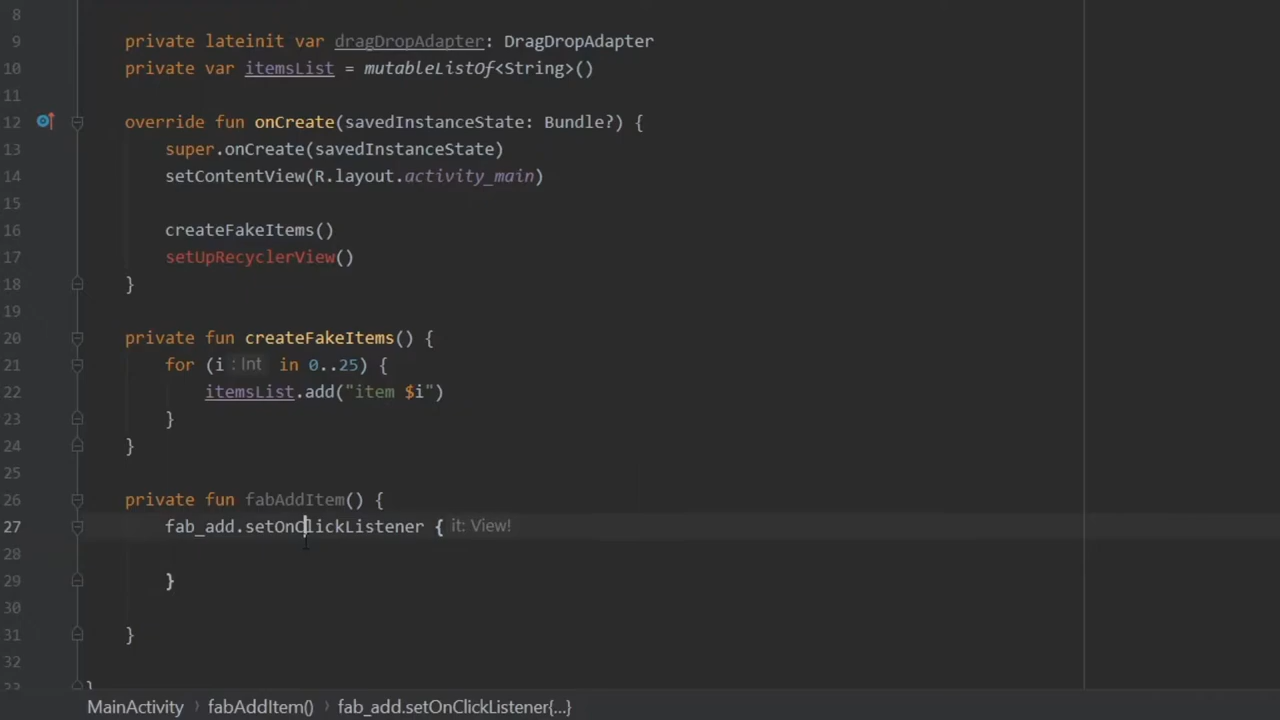 8
9 private lateinit var dragDropAdapter: DragDropAdapter
10 private var itemsList = mutableListOf<String>()
11
12 override fun onCreate(savedInstanceState: Bundle?) {
13 super.onCreate(savedInstanceState)
14 setContentView(R.layout.activity_main)
15
16 createFakeItems()
17 setUpRecyclerView()
18 }
19
20 private fun createFakeItems() {
21 for (i : Int in 0..25) {
22 itemsList.add("item $i")
23 }
24 }
25
26 private fun fabAddItem() {
27 fab_add.setOnClickListener { it: View!
28
29 }
30
31 }
32
33 }
MainActivity › fabAddItem() › fab_add.setOnClickListener{...}